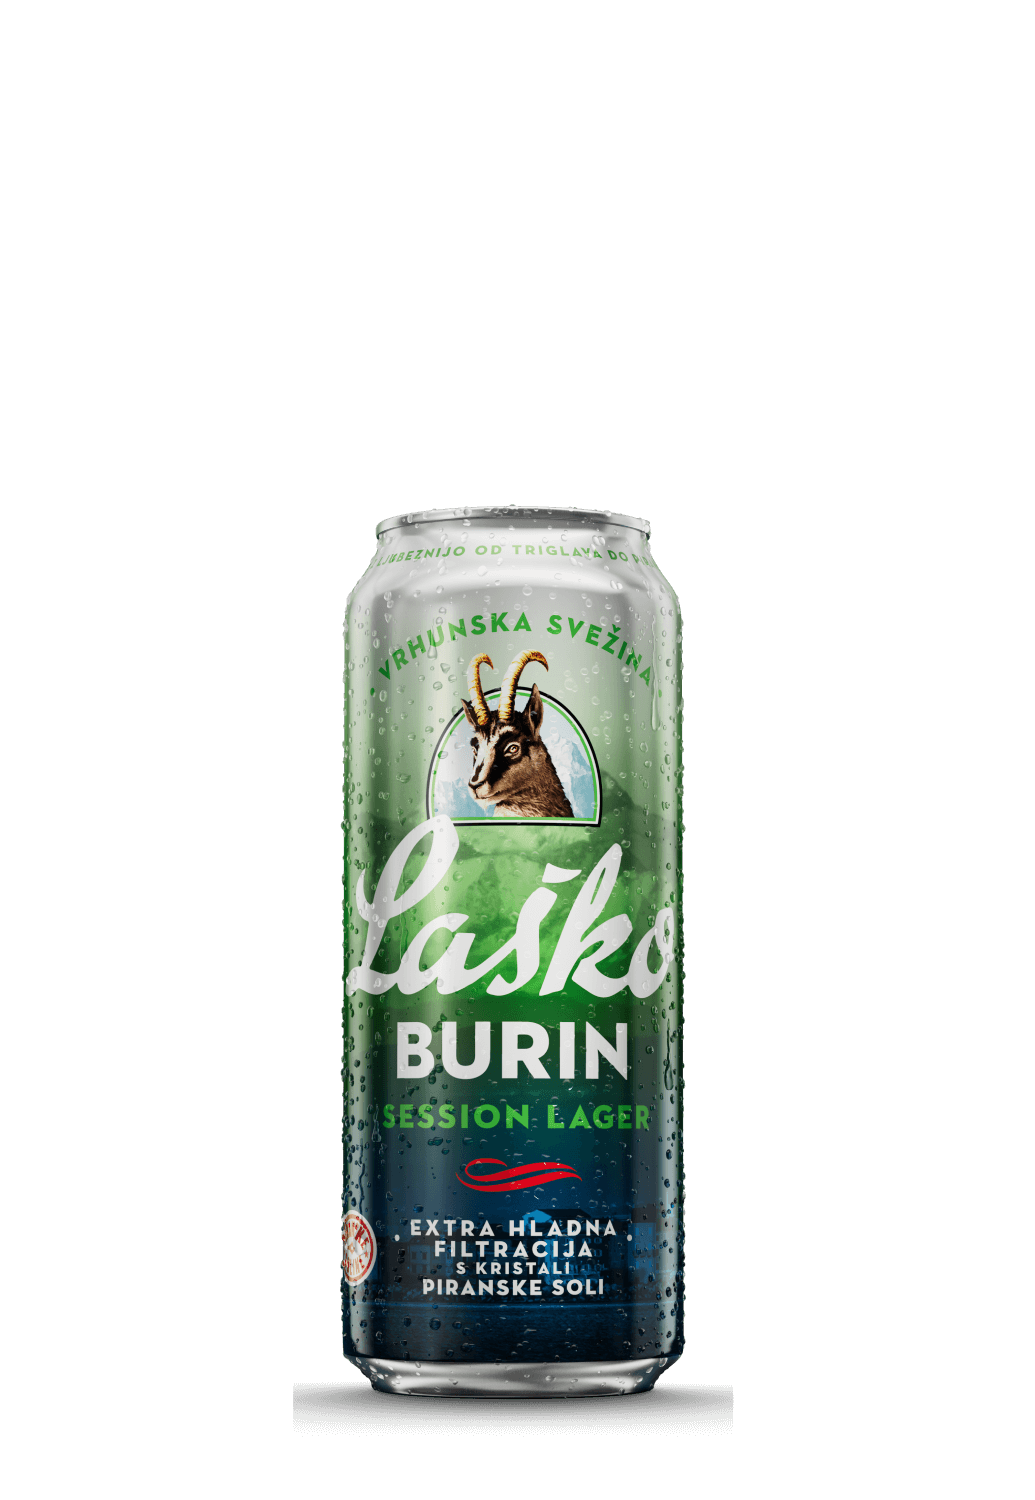 LJUBEZNIJO OD TRIGLAVA DO
VRHUNSKA SVEŽINA
Laško
BURIN
SESSION LAGER
EXTRA HLADNA
FILTRACIJA
S KRISTALI
PIRANSKE SOLI